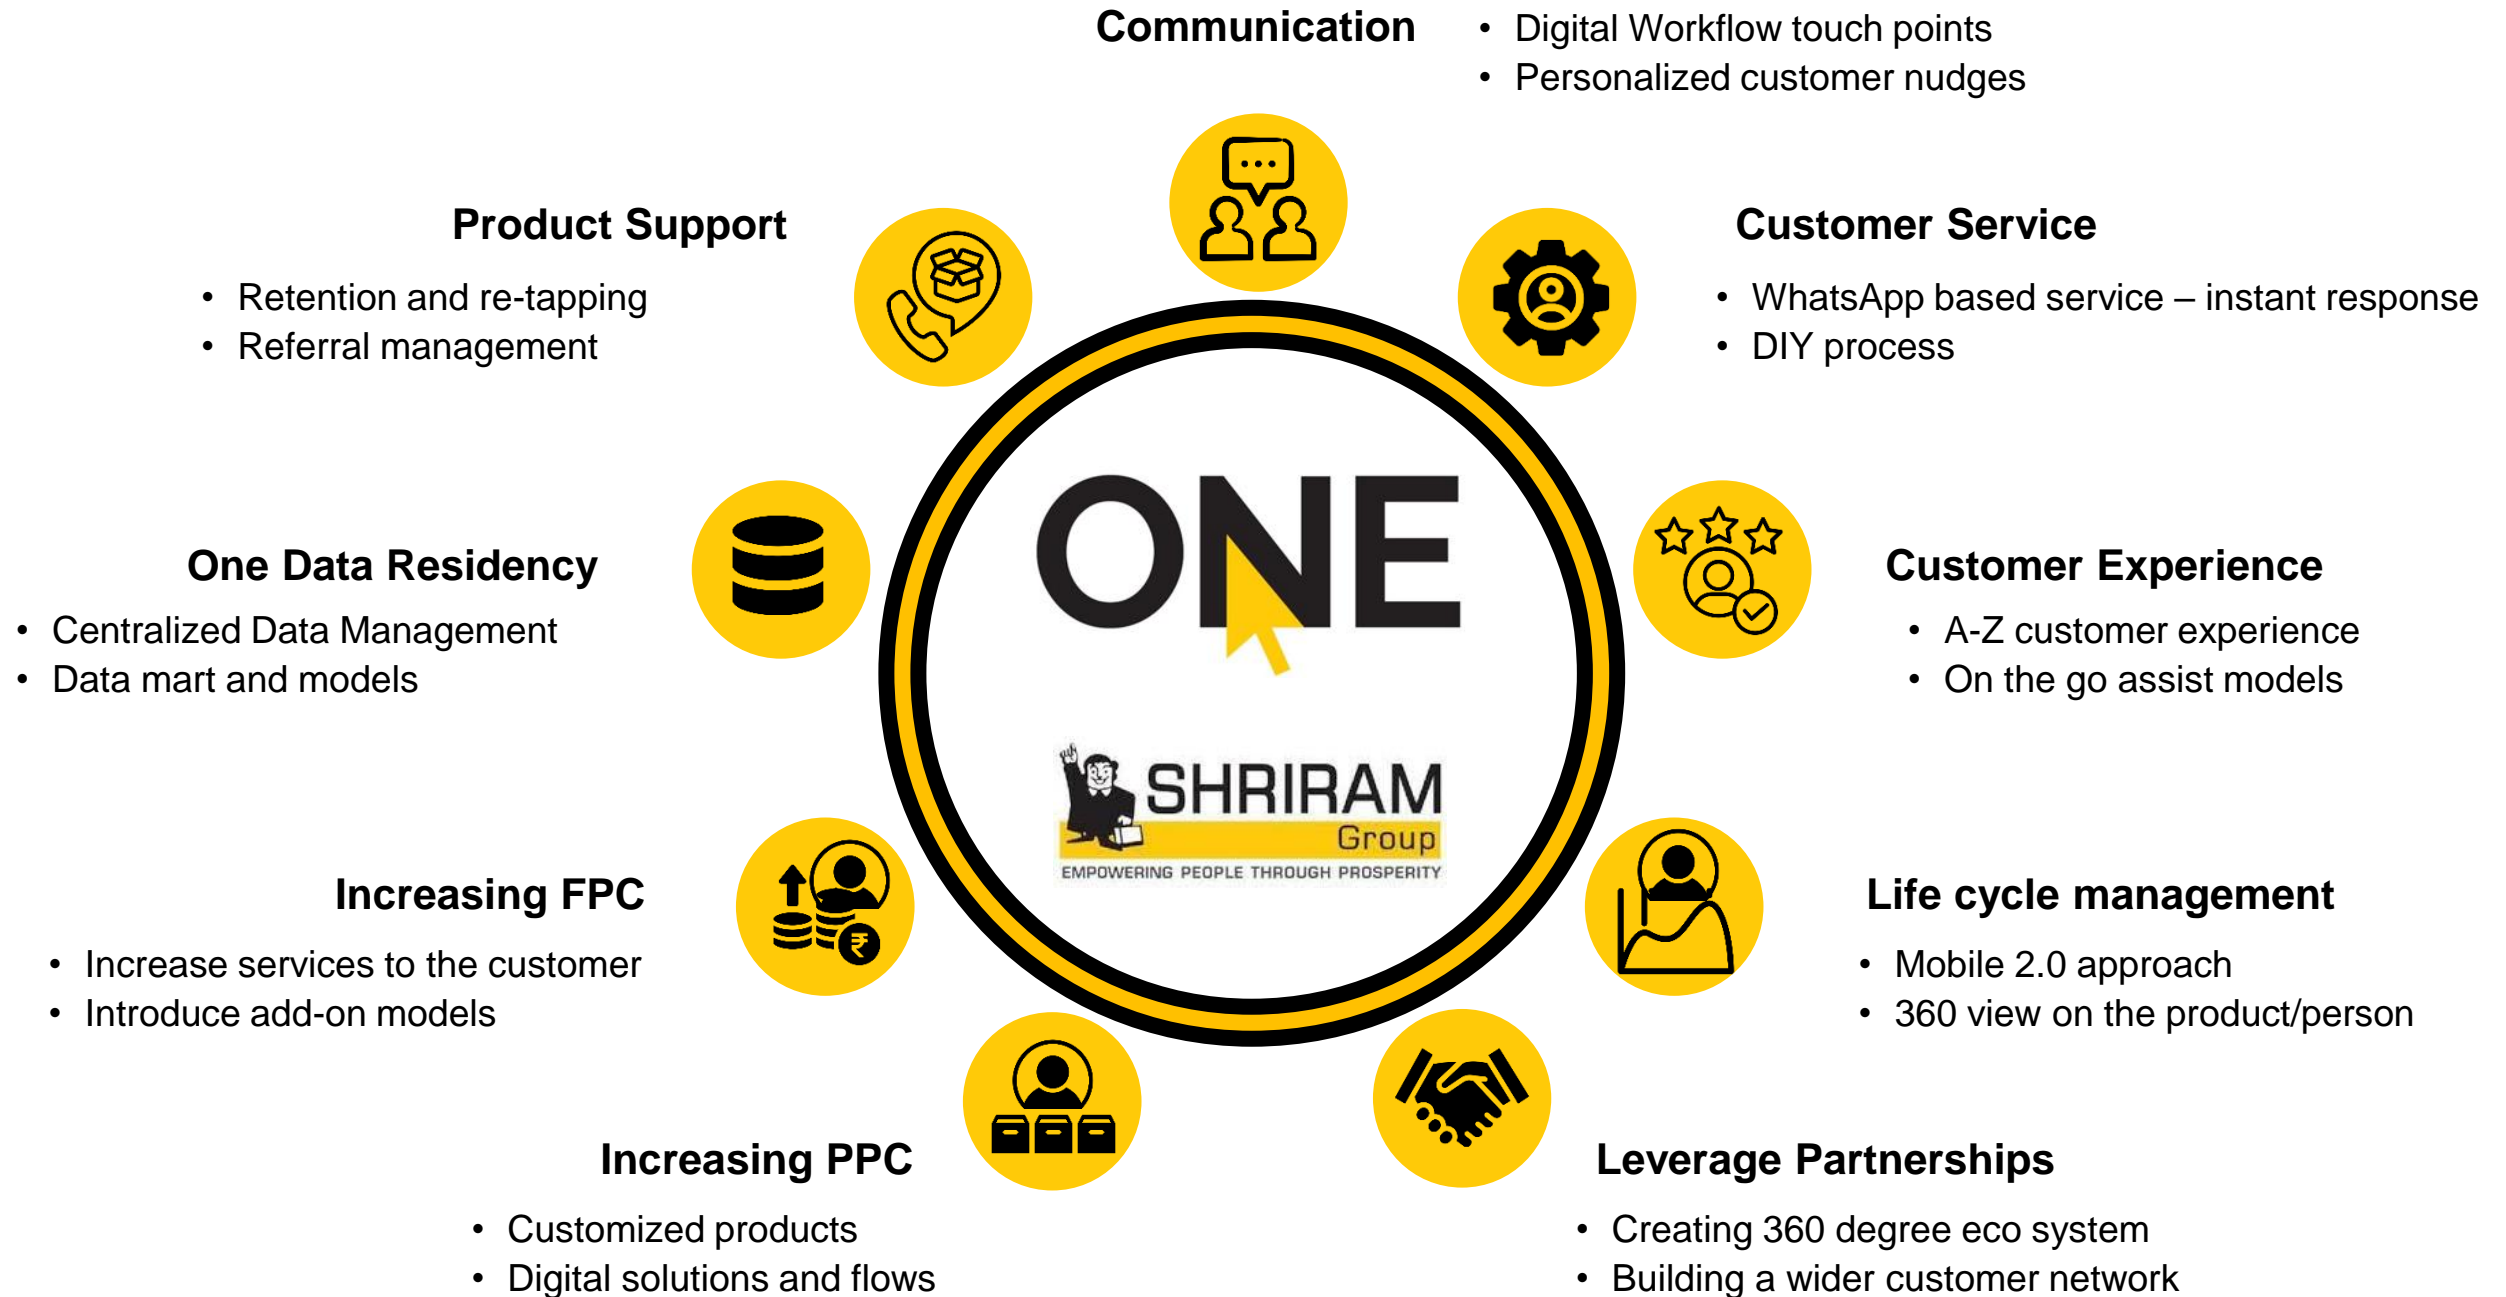 Communication
• Digital Workflow touch points
• Personalized customer nudges
Product Support
• Retention and re-tapping
• Referral management
Customer Service
• WhatsApp based service – instant response
• DIY process
One Data Residency
• Centralized Data Management
• Data mart and models
ONE
Customer Experience
• A-Z customer experience
• On the go assist models
SHRIRAM
Group
EMPOWERING PEOPLE THROUGH PROSPERITY
Increasing FPC
• Increase services to the customer
• Introduce add-on models
₹
Life cycle management
• Mobile 2.0 approach
• 360 view on the product/person
Increasing PPC
• Customized products
• Digital solutions and flows
Leverage Partnerships
• Creating 360 degree eco system
• Building a wider customer network